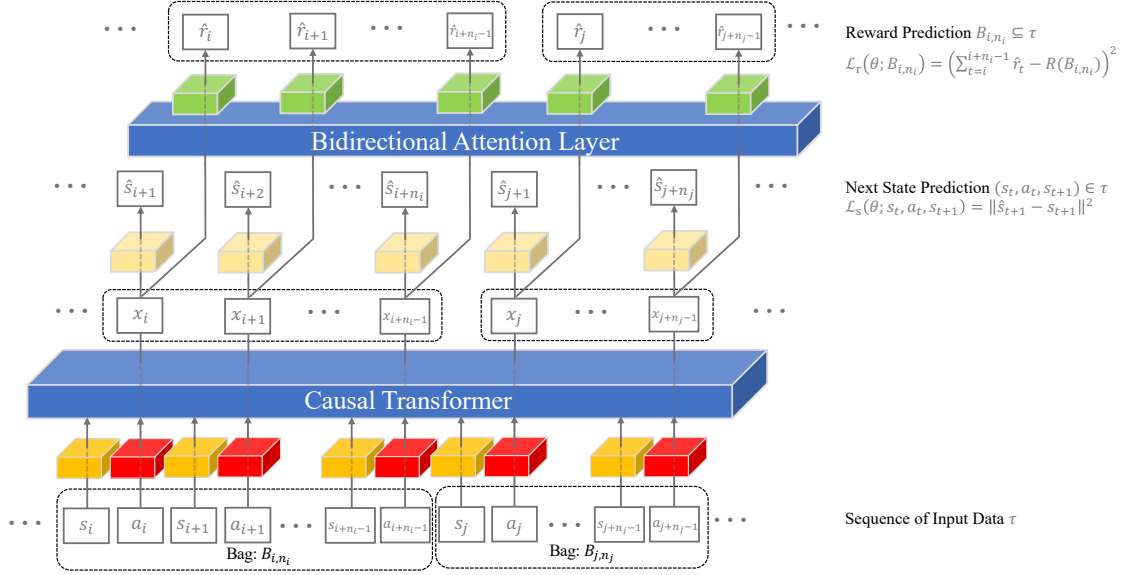 ... r̂_i r̂_{i+1} ... r̂_{i+n_i−1} r̂_j ... r̂_{j+n_j−1} ...
Reward Prediction B_{i,n_i} ⊆ τ
ℒ_r(θ; B_{i,n_i}) = (∑_{t=i}^{i+n_i−1} r̂_t − R(B_{i,n_i}))^2
Bidirectional Attention Layer
... ŝ_{i+1} ŝ_{i+2} ... ŝ_{i+n_i} ŝ_{j+1} ... ŝ_{j+n_j} ...
Next State Prediction (s_t, a_t, s_{t+1}) ∈ τ
ℒ_s(θ; s_t, a_t, s_{t+1}) = ‖ŝ_{t+1} − s_{t+1}‖^2
... x_i x_{i+1} ... x_{i+n_i−1} x_j ... x_{j+n_j−1} ...
Causal Transformer
... s_i a_i s_{i+1} a_{i+1} ... s_{i+n_i−1} a_{i+n_i−1} s_j a_j ... s_{j+n_j−1} a_{j+n_j−1} ...
Sequence of Input Data τ
Bag: B_{i,n_i}
Bag: B_{j,n_j}